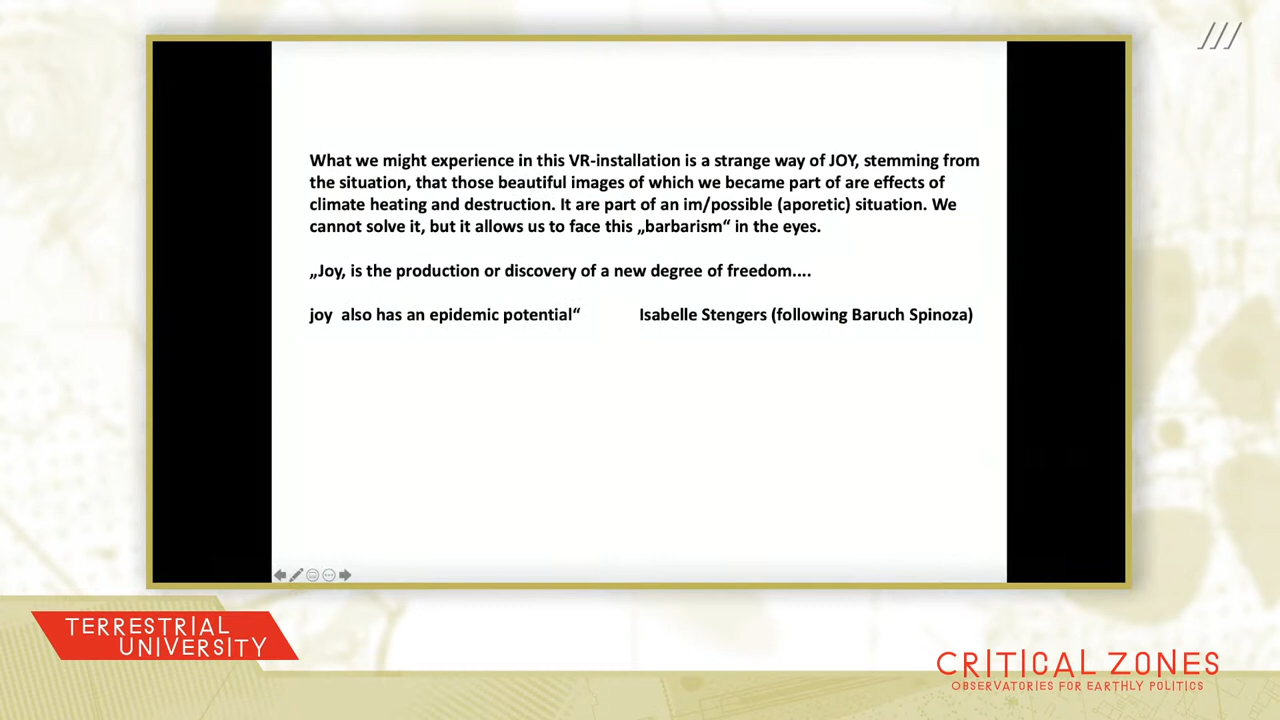 What we might experience in this VR-installation is a strange way of JOY, stemming from
the situation, that those beautiful images of which we became part of are effects of
climate heating and destruction. It are part of an im/possible (aporetic) situation. We
cannot solve it, but it allows us to face this „barbarism“ in the eyes.
„Joy, is the production or discovery of a new degree of freedom....
joy also has an epidemic potential“ Isabelle Stengers (following Baruch Spinoza)
TERRESTRIAL
UNIVERSITY
CRITICAL ZONES
OBSERVATORIES FOR EARTHLY POLITICS